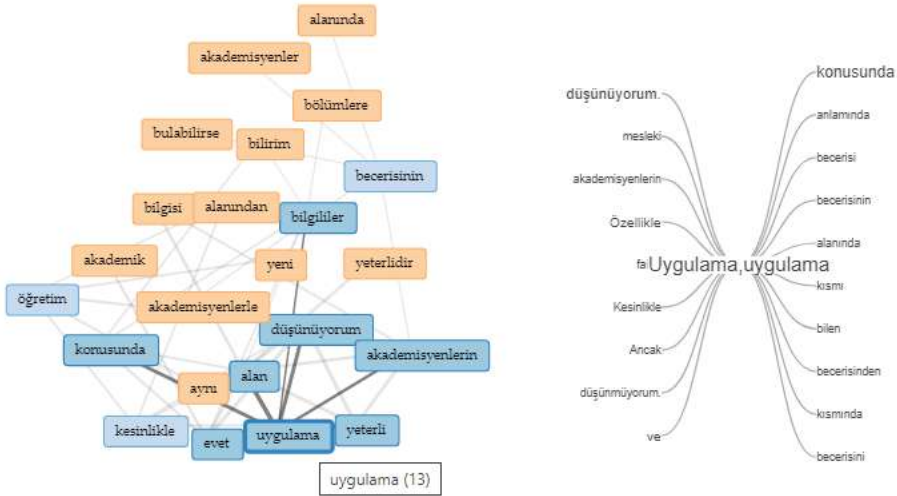 alanında
akademisyenler
bölümlere
bulabilirse
bilirim
becerisinin
bilgisi
alanından
bilgililer
akademik
yeni
yeterlidir
öğretim
akademisyenlerle
düşünüyorum
konusunda
akademisyenlerin
alan
aynı
kesinlikle
evet
uygulama
yeterli
uygulama (13)
düşünüyorum.
mesleki
akademisyenlerin
Özellikle
Kesinlikle
Ancak
düşünmüyorum.
ve
Uygulama,uygulama
konusunda
anlamında
becerisi
becerisinin
alanında
kısmı
bilen
becerisinden
kısmında
becerisini